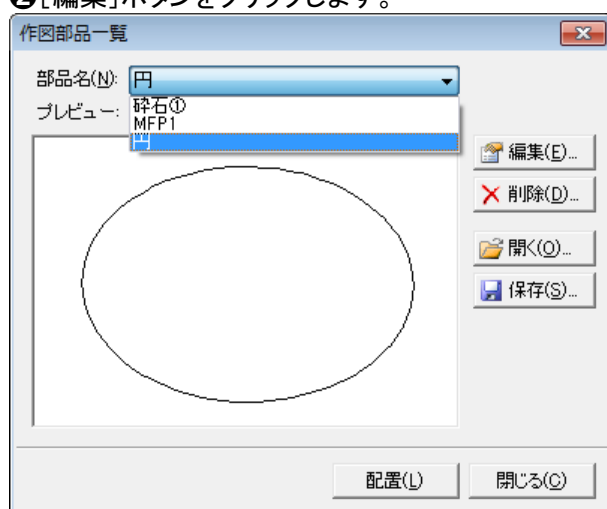 ❷[編集]ボタンをクリックします。
作図部品一覧
部品名(N): 円
プレビュー:
砕石①
MFP1
円
編集(E)...
削除(D)...
開く(O)...
保存(S)...
配置(L)
閉じる(C)